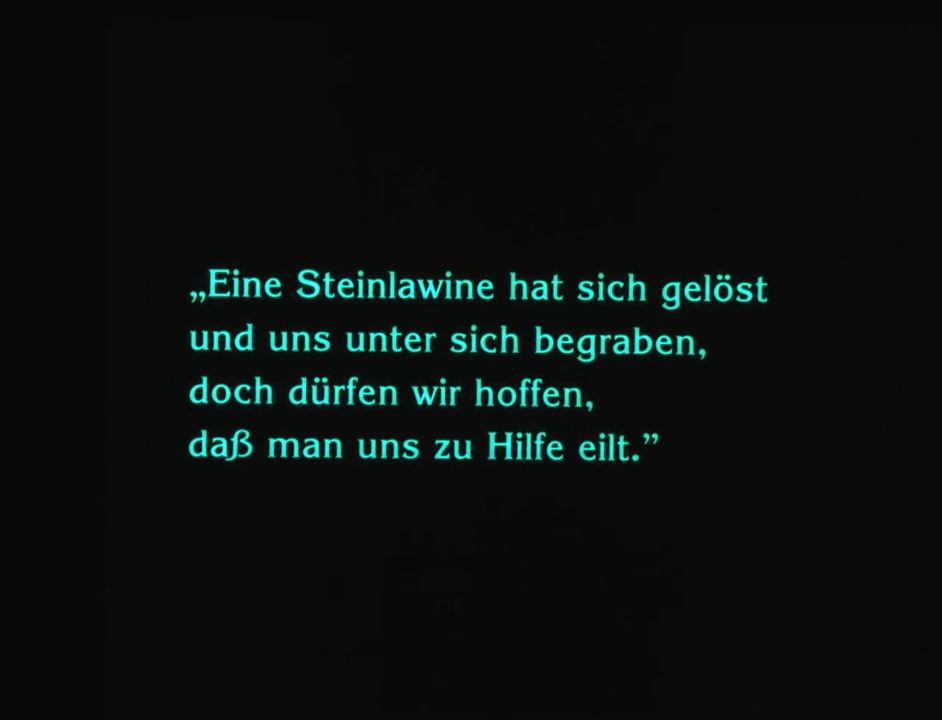 „Eine Steinlawine hat sich gelöst
und uns unter sich begraben,
doch dürfen wir hoffen,
daß man uns zu Hilfe eilt.”